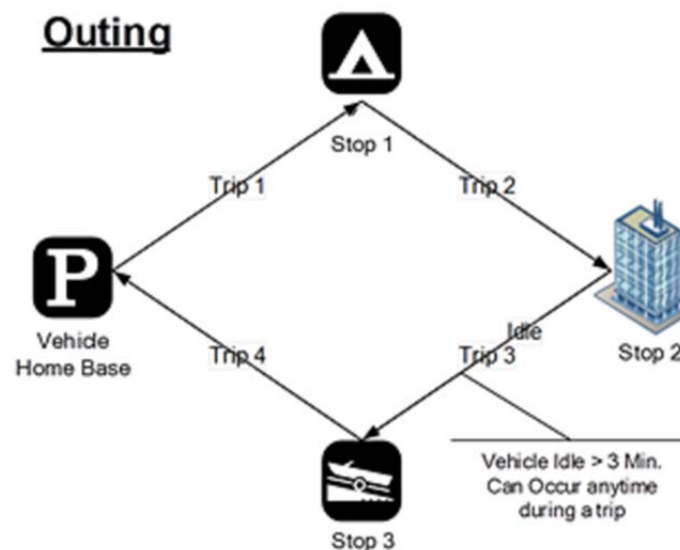 Outing
Stop 1
Trip 1
Trip 2
P
Vehicle
Home Base
Idle
Stop 2
Trip 4
Trip 3
Vehicle Idle > 3 Min.
Can Occur anytime
during a trip
Stop 3